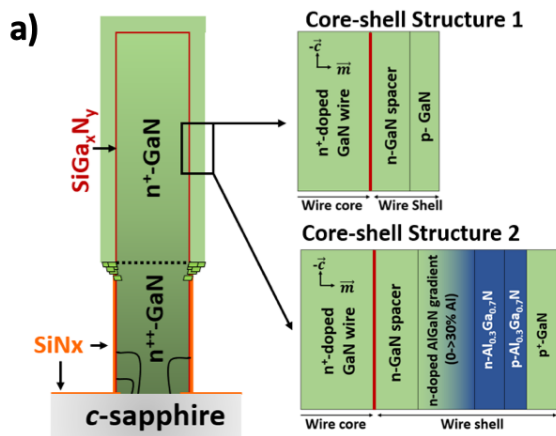 a)
SiGaxNy
n+-GaN
n++-GaN
SiNx
c-sapphire
Core-shell Structure 1
-c
m
n+-doped
GaN wire
n-GaN spacer
p- GaN
Wire core
Wire Shell
Core-shell Structure 2
-c
m
n+-doped
GaN wire
n-GaN spacer
n-doped AlGaN gradient
(0->30% Al)
n-Al0.3Ga0.7N
p-Al0.3Ga0.7N
p+-GaN
Wire core
Wire shell